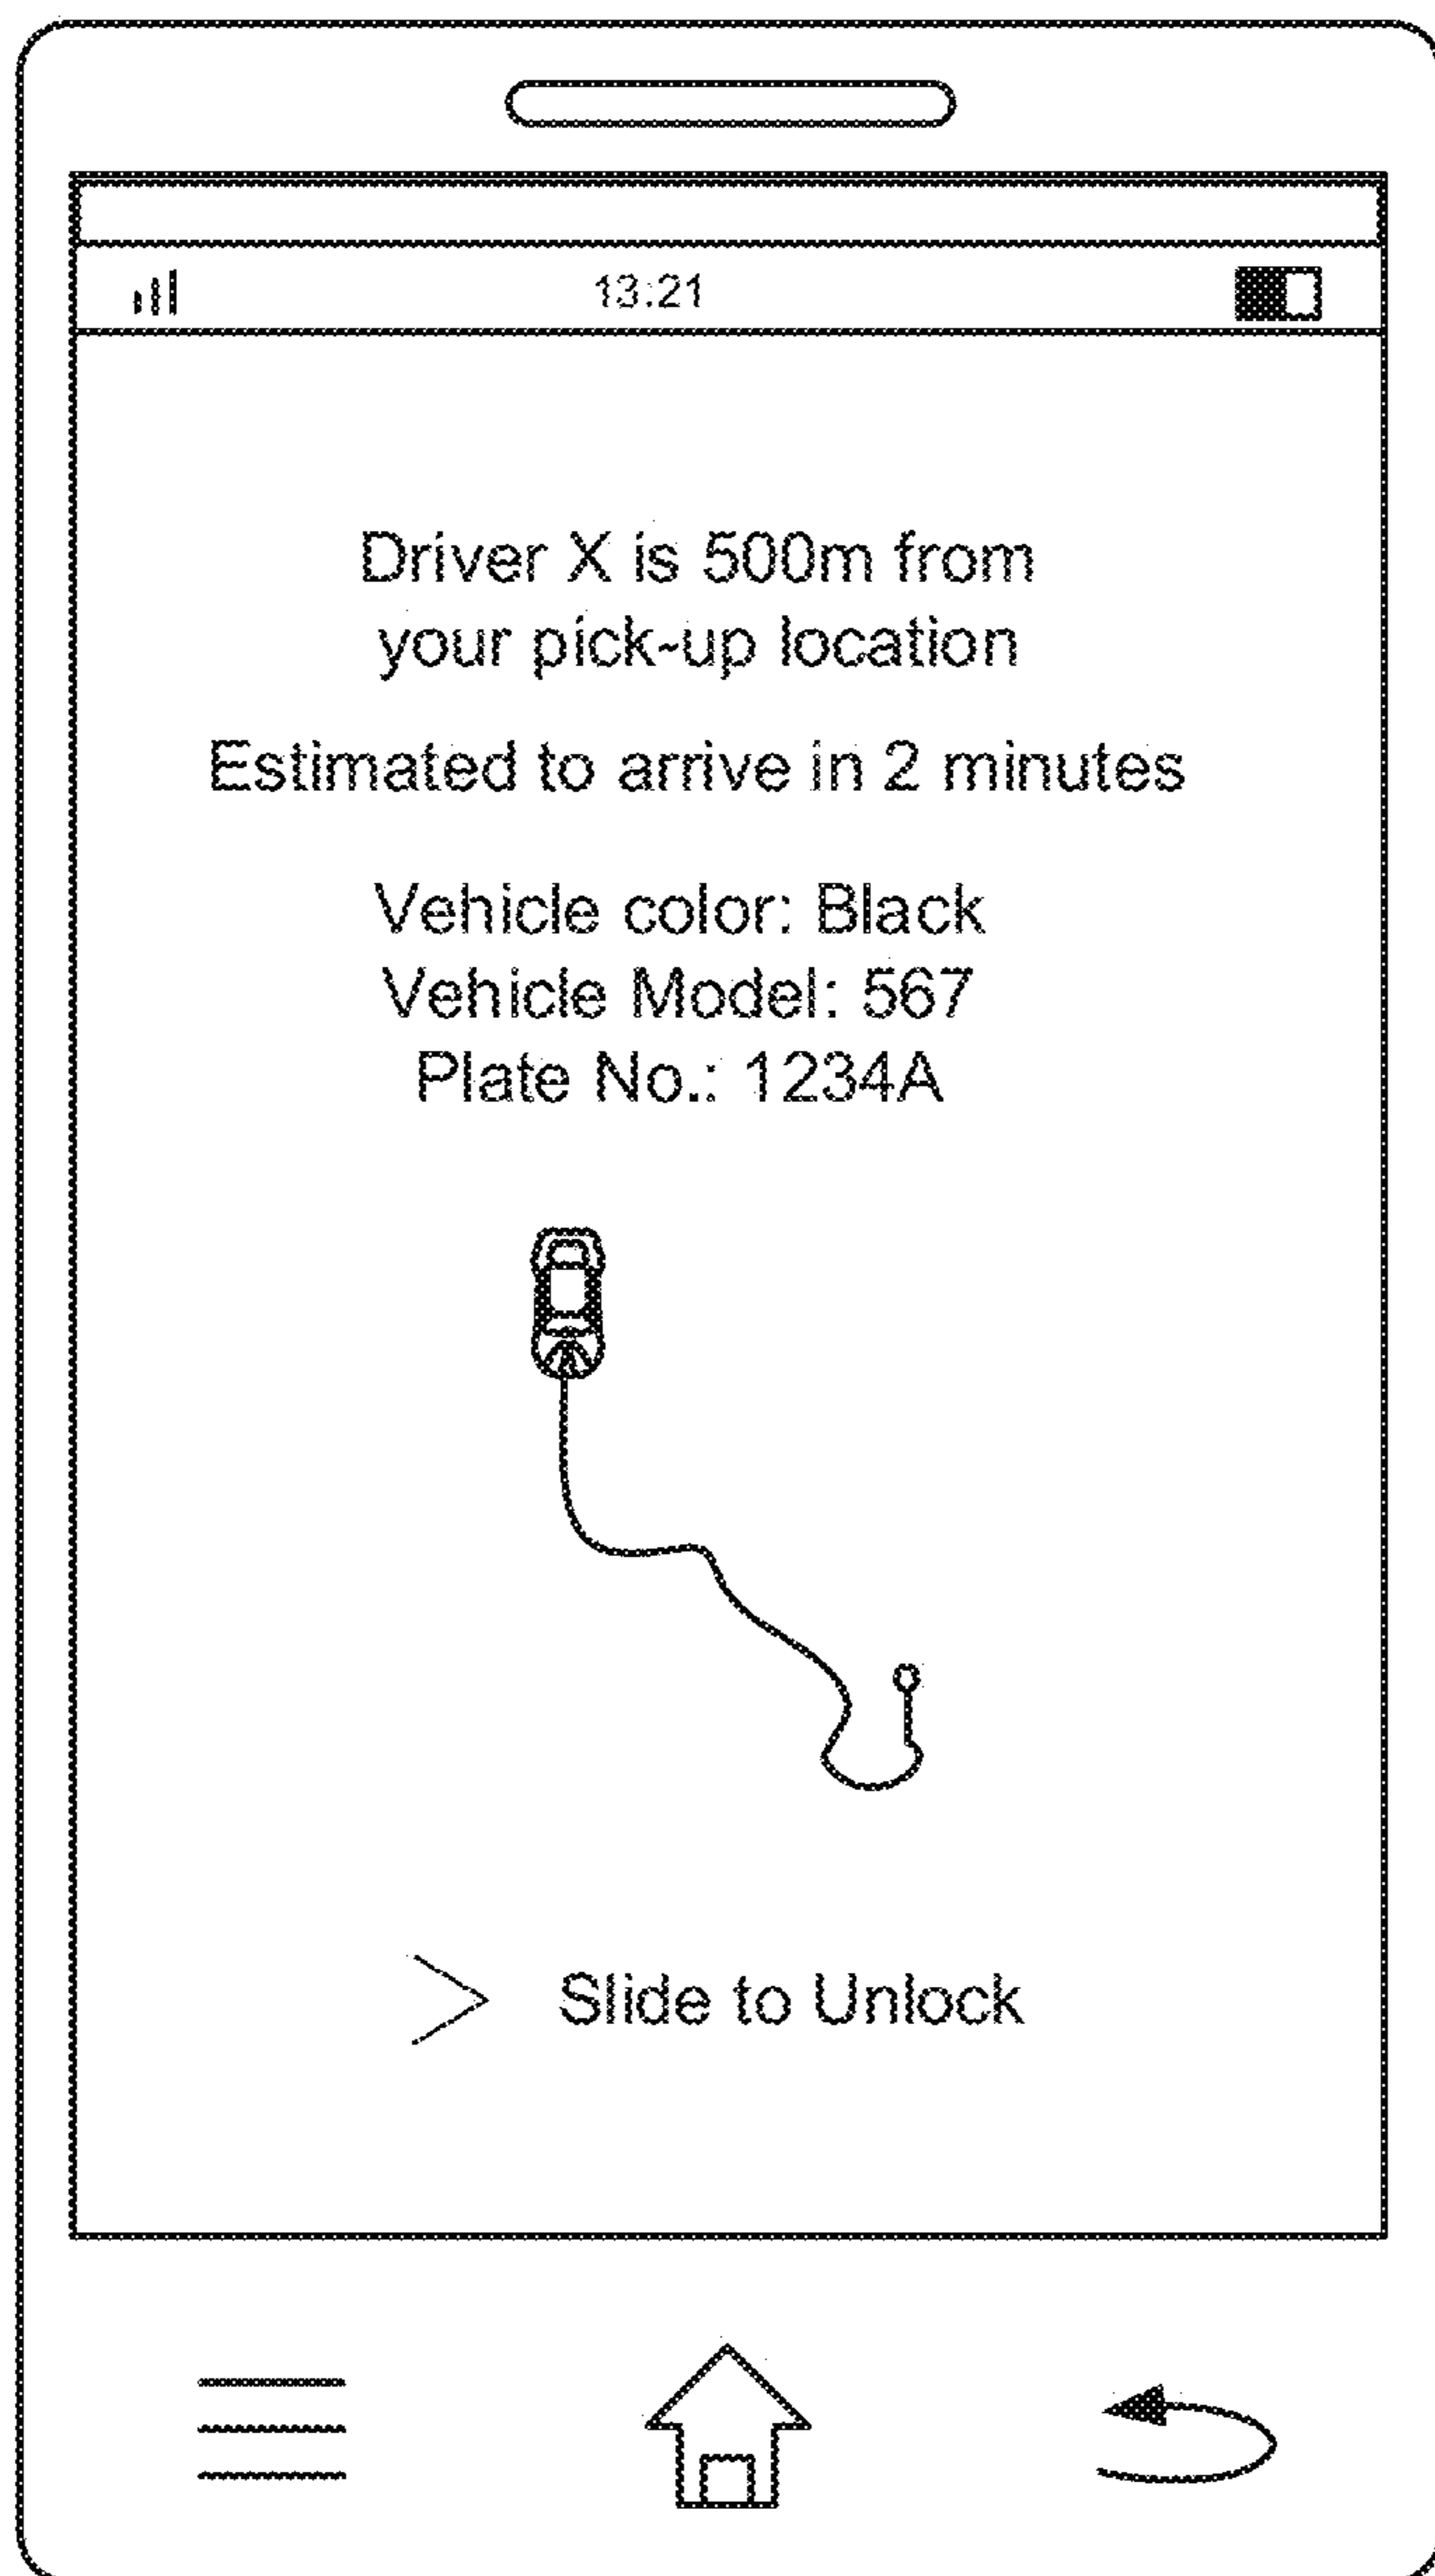 13:21
Driver X is 500m from
your pick-up location
Estimated to arrive in 2 minutes
Vehicle color: Black
Vehicle Model: 567
Plate No.: 1234A
Slide to Unlock